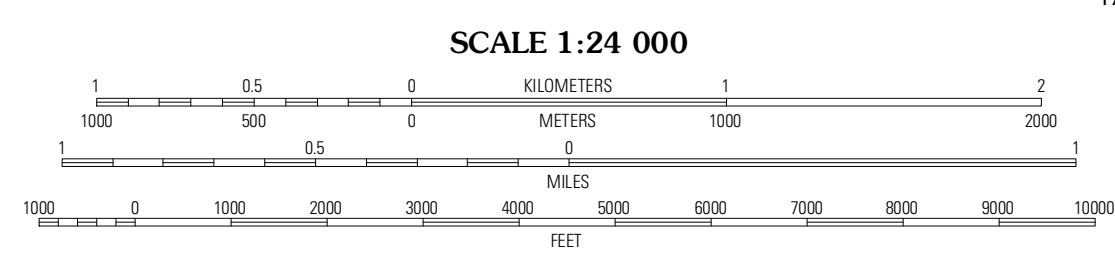 SCALE 1:24 000
1 0.5 0 KILOMETERS 1 2
1000 500 0 METERS 1000 2000
1 0.5 0 1
MILES
1000 0 1000 2000 3000 4000 5000 6000 7000 8000 9000 10000
FEET